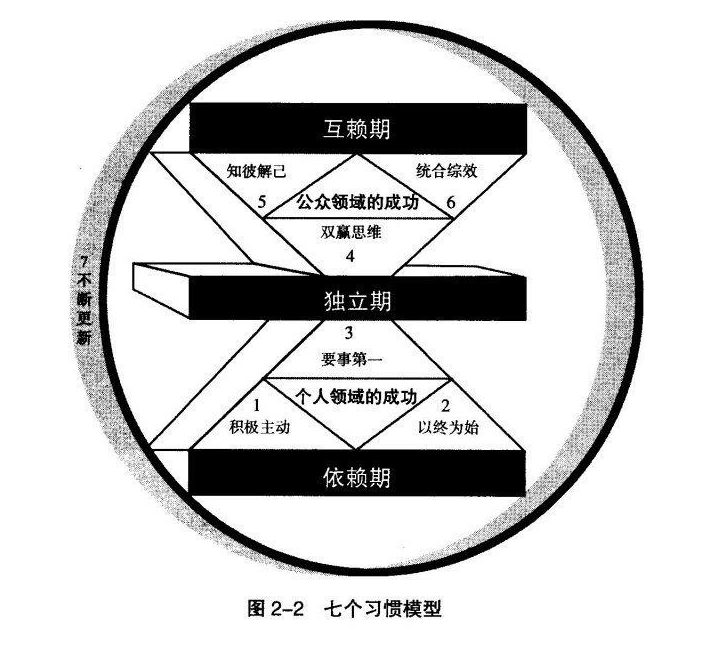 互赖期
知彼解己
统合综效
5
公众领域的成功
6
双赢思维
4
7不断更新
独立期
3
要事第一
个人领域的成功
1
2
积极主动
以终为始
依赖期
图2-2 七个习惯模型